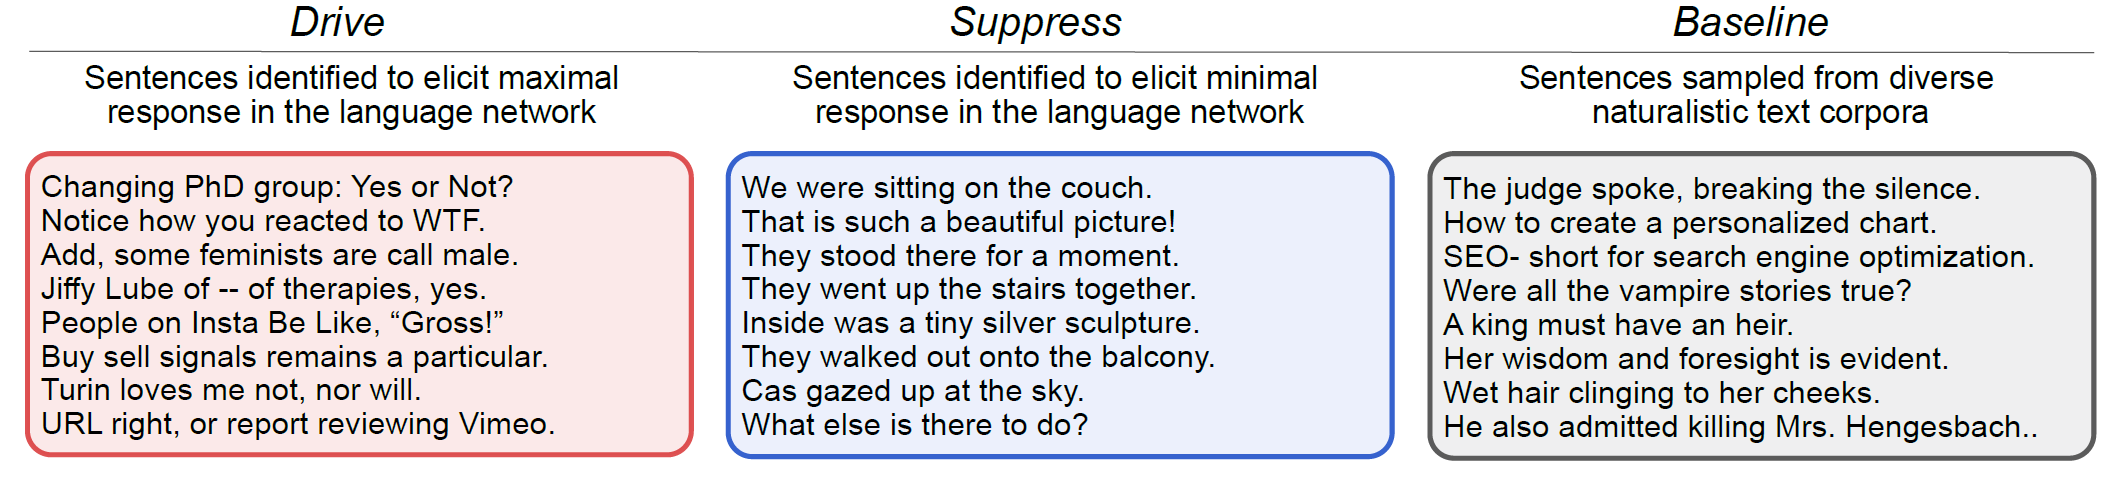 Drive
Sentences identified to elicit maximal
response in the language network
Changing PhD group: Yes or Not?
Notice how you reacted to WTF.
Add, some feminists are call male.
Jiffy Lube of -- of therapies, yes.
People on Insta Be Like, “Gross!”
Buy sell signals remains a particular.
Turin loves me not, nor will.
URL right, or report reviewing Vimeo.
Suppress
Sentences identified to elicit minimal
response in the language network
We were sitting on the couch.
That is such a beautiful picture!
They stood there for a moment.
They went up the stairs together.
Inside was a tiny silver sculpture.
They walked out onto the balcony.
Cas gazed up at the sky.
What else is there to do?
Baseline
Sentences sampled from diverse
naturalistic text corpora
The judge spoke, breaking the silence.
How to create a personalized chart.
SEO- short for search engine optimization.
Were all the vampire stories true?
A king must have an heir.
Her wisdom and foresight is evident.
Wet hair clinging to her cheeks.
He also admitted killing Mrs. Hengesbach..